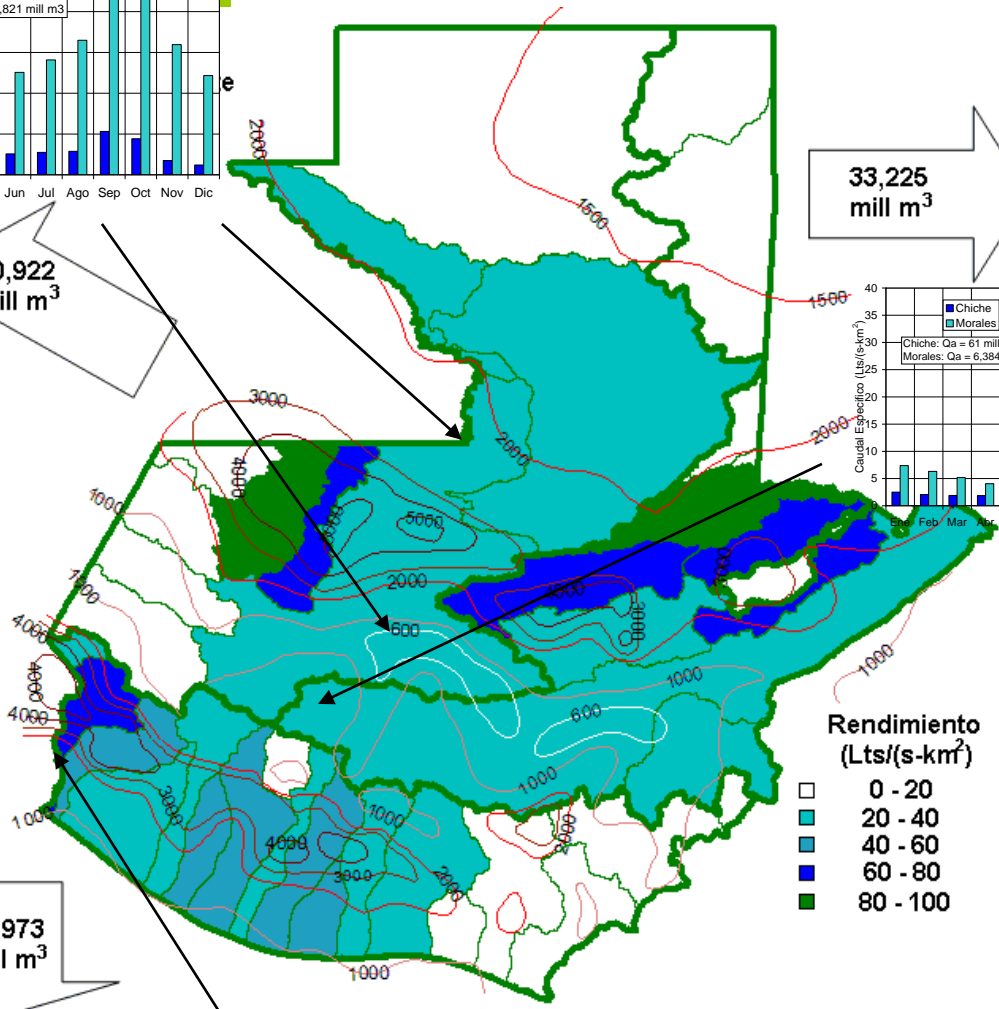 ,821 mill m3
Jun Jul Ago Sep Oct Nov Dic
33,225
mill m³
,922
mill m³
973
l m³
2000
1500
1500
2000
2000
3000
4000
5000
2000
1000
4000
3000
3000
600
1000
600
1000
1000
1000
4000
4000
4000
1000
3000
4000
3000
1000
2000
2000
1000
40
35
30
25
20
15
10
5
0
Caudal Específico (Lts/(s-km²)
Chiche
Morales
Chiche: Qa = 61 mill
Morales: Qa = 6,384
Ene Feb Mar Abr
Rendimiento
(Lts/(s-km²)
0 - 20
20 - 40
40 - 60
60 - 80
80 - 100